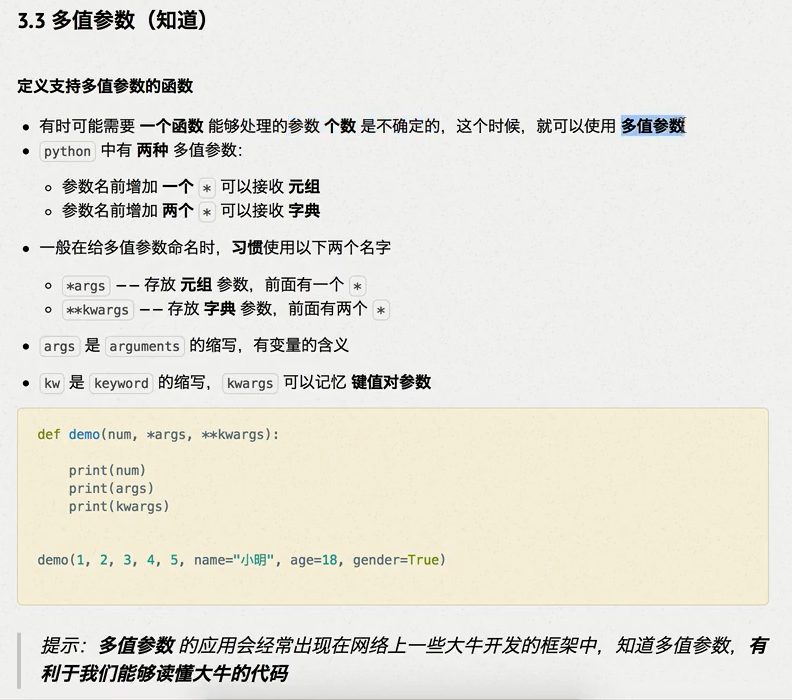 3.3 多值参数（知道）
定义支持多值参数的函数
有时可能需要 一个函数 能够处理的参数 个数 是不确定的，这个时候，就可以使用 多值参数
python 中有 两种 多值参数：
参数名前增加 一个 * 可以接收 元组
参数名前增加 两个 * 可以接收 字典
一般在给多值参数命名时，习惯使用以下两个名字
*args —— 存放 元组 参数，前面有一个 *
**kwargs —— 存放 字典 参数，前面有两个 *
args 是 arguments 的缩写，有变量的含义
kw 是 keyword 的缩写，kwargs 可以记忆 键值对参数
def demo(num, *args, **kwargs):
    print(num)
    print(args)
    print(kwargs)
demo(1, 2, 3, 4, 5, name="小明", age=18, gender=True)
提示：多值参数 的应用会经常出现在网络上一些大牛开发的框架中，知道多值参数，有
利于我们能够读懂大牛的代码